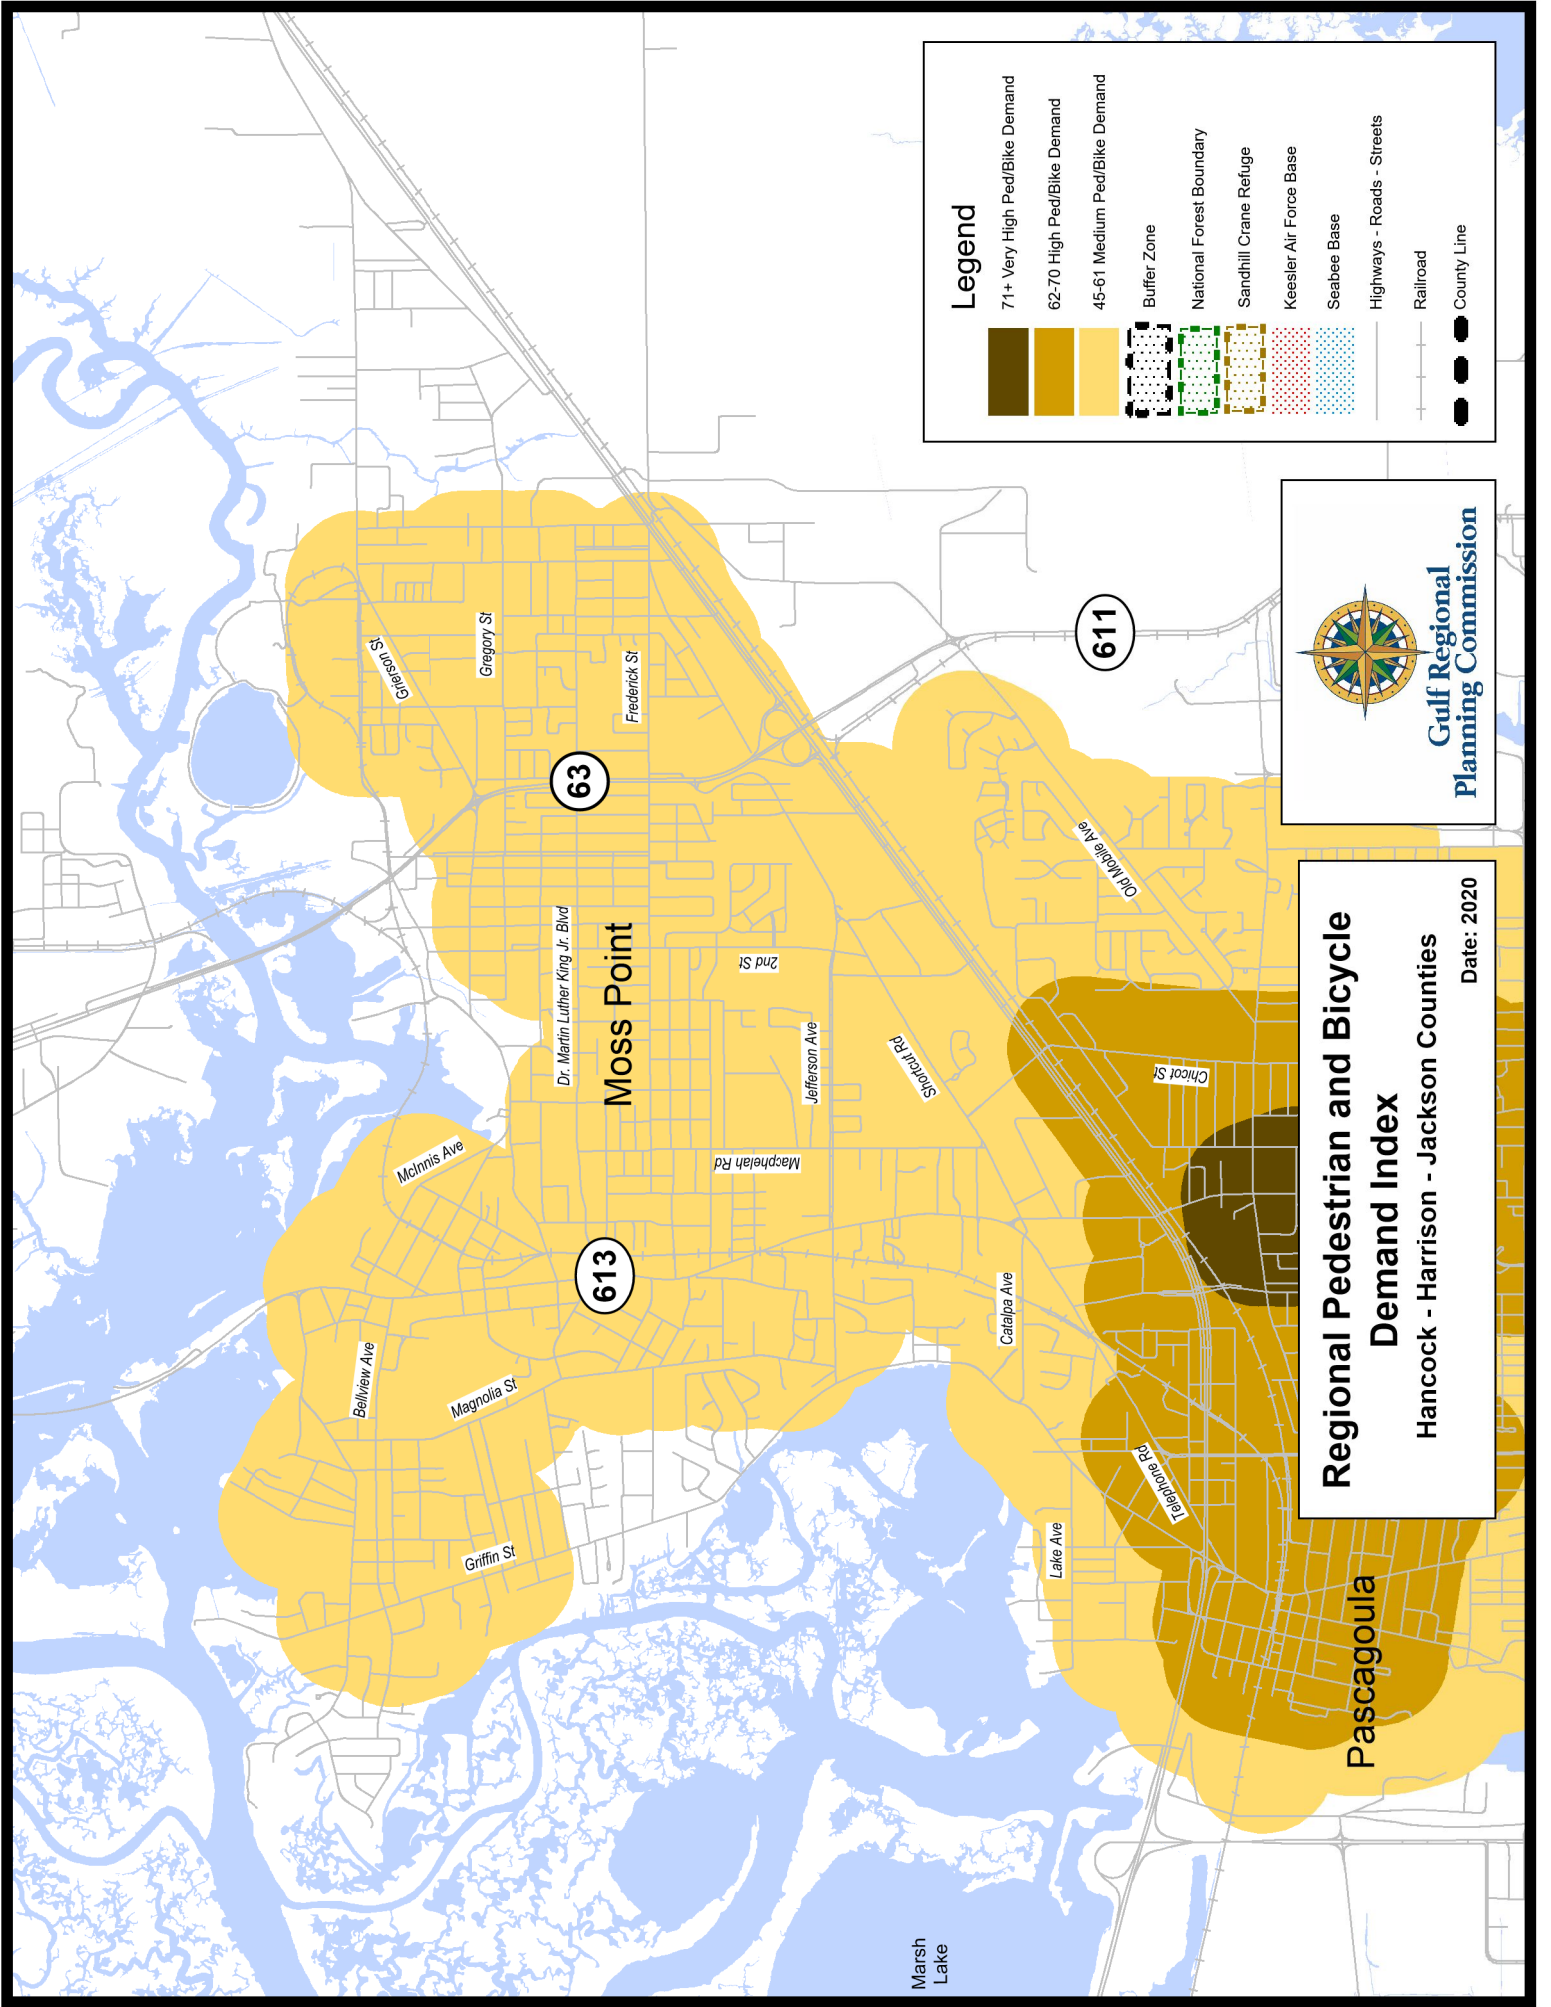 Grierson St
Gregory St
Frederick St
63
Dr. Martin Luther King Jr. Blvd
Moss Point
2nd St
Jefferson Ave
Shortcut Rd
Macphelah Rd
McInnis Ave
613
Bellview Ave
Magnolia St
Griffin St
Catalpa Ave
Lake Ave
Telephone Rd
Chicot St
Old Mobile Ave
611
Pascagoula
Marsh
Lake
Legend
71+ Very High Ped/Bike Demand
62-70 High Ped/Bike Demand
45-61 Medium Ped/Bike Demand
Buffer Zone
National Forest Boundary
Sandhill Crane Refuge
Keesler Air Force Base
Seabee Base
Highways - Roads - Streets
Railroad
County Line
Gulf Regional
Planning Commission
Regional Pedestrian and Bicycle
Demand Index
Hancock - Harrison - Jackson Counties
Date: 2020